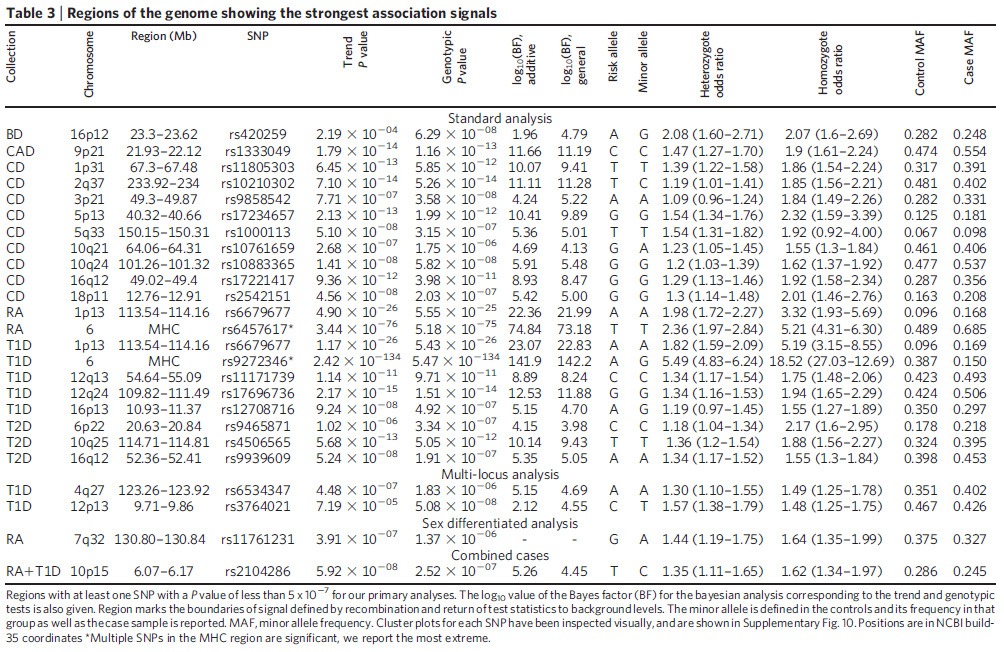 Table 3 | Regions of the genome showing the strongest association signals
Collection Chromosome Region (Mb) SNP Trend P value Genotypic P value log10(BF), additive log10(BF), general Risk allele Minor allele Heterozygote odds ratio Homozygote odds ratio Control MAF Case MAF
Standard analysis
BD 16p12 23.3–23.62 rs420259 2.19 × 10−04 6.29 × 10−08 1.96 4.79 A G 2.08 (1.60–2.71) 2.07 (1.6–2.69) 0.282 0.248
CAD 9p21 21.93–22.12 rs1333049 1.79 × 10−14 1.16 × 10−13 11.66 11.19 C C 1.47 (1.27–1.70) 1.9 (1.61–2.24) 0.474 0.554
CD 1p31 67.3–67.48 rs11805303 6.45 × 10−13 5.85 × 10−12 10.07 9.41 T T 1.39 (1.22–1.58) 1.86 (1.54–2.24) 0.317 0.391
CD 2q37 233.92–234 rs10210302 7.10 × 10−14 5.26 × 10−14 11.11 11.28 T C 1.19 (1.01–1.41) 1.85 (1.56–2.21) 0.481 0.402
CD 3p21 49.3–49.87 rs9858542 7.71 × 10−07 3.58 × 10−08 4.24 5.22 A A 1.09 (0.96–1.24) 1.84 (1.49–2.26) 0.282 0.331
CD 5p13 40.32–40.66 rs17234657 2.13 × 10−13 1.99 × 10−12 10.41 9.89 G G 1.54 (1.34–1.76) 2.32 (1.59–3.39) 0.125 0.181
CD 5q33 150.15–150.31 rs1000113 5.10 × 10−08 3.15 × 10−07 5.36 5.01 T T 1.54 (1.31–1.82) 1.92 (0.92–4.00) 0.067 0.098
CD 10q21 64.06–64.31 rs10761659 2.68 × 10−07 1.75 × 10−06 4.69 4.13 G A 1.23 (1.05–1.45) 1.55 (1.3–1.84) 0.461 0.406
CD 10q24 101.26–101.32 rs10883365 1.41 × 10−08 5.82 × 10−08 5.91 5.48 G G 1.2 (1.03–1.39) 1.62 (1.37–1.92) 0.477 0.537
CD 16q12 49.02–49.4 rs17221417 9.36 × 10−12 3.98 × 10−11 8.93 8.47 G G 1.29 (1.13–1.46) 1.92 (1.58–2.34) 0.287 0.356
CD 18p11 12.76–12.91 rs2542151 4.56 × 10−08 2.03 × 10−07 5.42 5.00 G G 1.3 (1.14–1.48) 2.01 (1.46–2.76) 0.163 0.208
RA 1p13 113.54–114.16 rs6679677 4.90 × 10−26 5.55 × 10−25 22.36 21.99 A A 1.98 (1.72–2.27) 3.32 (1.93–5.69) 0.096 0.168
RA 6 MHC rs6457617* 3.44 × 10−76 5.18 × 10−75 74.84 73.18 T T 2.36 (1.97–2.84) 5.21 (4.31–6.30) 0.489 0.685
T1D 1p13 113.54–114.16 rs6679677 1.17 × 10−26 5.43 × 10−26 23.07 22.83 A A 1.82 (1.59–2.09) 5.19 (3.15–8.55) 0.096 0.169
T1D 6 MHC rs9272346* 2.42 × 10−134 5.47 × 10−134 141.9 142.2 A G 5.49 (4.83–6.24) 18.52 (27.03–12.69) 0.387 0.150
T1D 12q13 54.64–55.09 rs11171739 1.14 × 10−11 9.71 × 10−11 8.89 8.24 C C 1.34 (1.17–1.54) 1.75 (1.48–2.06) 0.423 0.493
T1D 12q24 109.82–111.49 rs17696736 2.17 × 10−15 1.51 × 10−14 12.53 11.88 G G 1.34 (1.16–1.53) 1.94 (1.65–2.29) 0.424 0.506
T1D 16p13 10.93–11.37 rs12708716 9.24 × 10−08 4.92 × 10−07 5.15 4.70 A G 1.19 (0.97–1.45) 1.55 (1.27–1.89) 0.350 0.297
T2D 6p22 20.63–20.84 rs9465871 1.02 × 10−06 3.34 × 10−07 4.15 3.98 C C 1.18 (1.04–1.34) 2.17 (1.6–2.95) 0.178 0.218
T2D 10q25 114.71–114.81 rs4506565 5.68 × 10−13 5.05 × 10−12 10.14 9.43 T T 1.36 (1.2–1.54) 1.88 (1.56–2.27) 0.324 0.395
T2D 16q12 52.36–52.41 rs9939609 5.24 × 10−08 1.91 × 10−07 5.35 5.05 A A 1.34 (1.17–1.52) 1.55 (1.3–1.84) 0.398 0.453
Multi-locus analysis
T1D 4q27 123.26–123.92 rs6534347 4.48 × 10−07 1.83 × 10−06 5.15 4.69 A A 1.30 (1.10–1.55) 1.49 (1.25–1.78) 0.351 0.402
T1D 12p13 9.71–9.86 rs3764021 7.19 × 10−05 5.08 × 10−08 2.12 4.55 C T 1.57 (1.38–1.79) 1.48 (1.25–1.75) 0.467 0.426
Sex differentiated analysis
RA 7q32 130.80–130.84 rs11761231 3.91 × 10−07 1.37 × 10−06 - - G A 1.44 (1.19–1.75) 1.64 (1.35–1.99) 0.375 0.327
Combined cases
RA+T1D 10p15 6.07–6.17 rs2104286 5.92 × 10−08 2.52 × 10−07 5.26 4.45 T C 1.35 (1.11–1.65) 1.62 (1.34–1.97) 0.286 0.245
Regions with at least one SNP with a P value of less than 5 x 10−7 for our primary analyses. The log10 value of the Bayes factor (BF) for the bayesian analysis corresponding to the trend and genotypic
tests is also given. Region marks the boundaries of signal defined by recombination and return of test statistics to background levels. The minor allele is defined in the controls and its frequency in that
group as well as the case sample is reported. MAF, minor allele frequency. Cluster plots for each SNP have been inspected visually, and are shown in Supplementary Fig. 10. Positions are in NCBI build-
35 coordinates *Multiple SNPs in the MHC region are significant, we report the most extreme.